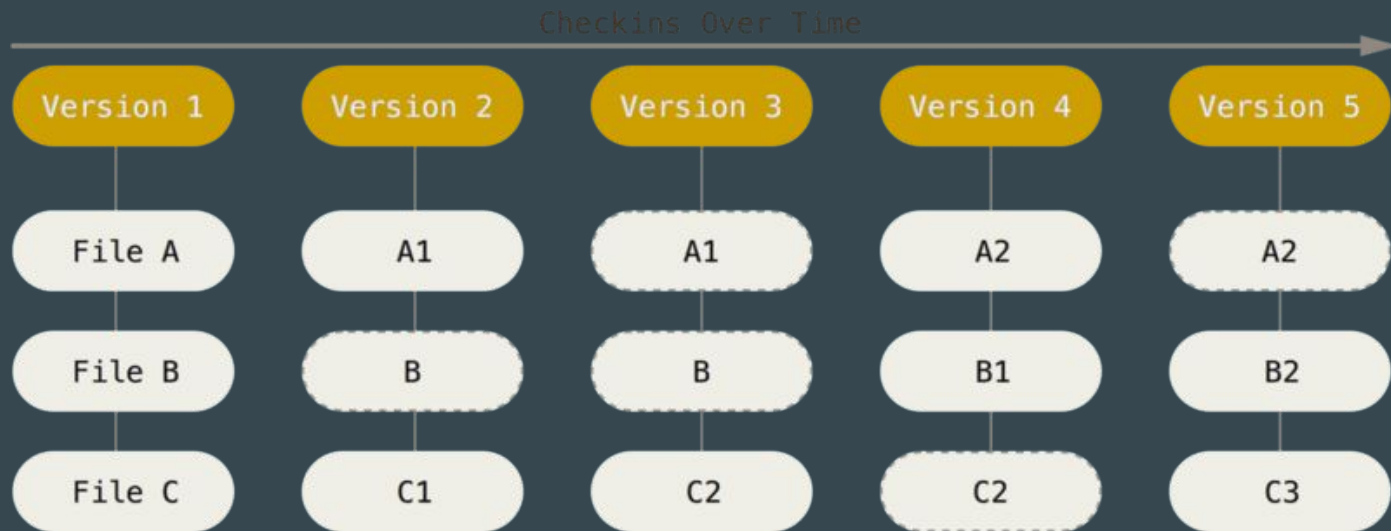 Checkins Over Time
Version 1 Version 2 Version 3 Version 4 Version 5
File A A1 A1 A2 A2
File B B B B1 B2
File C C1 C2 C2 C3